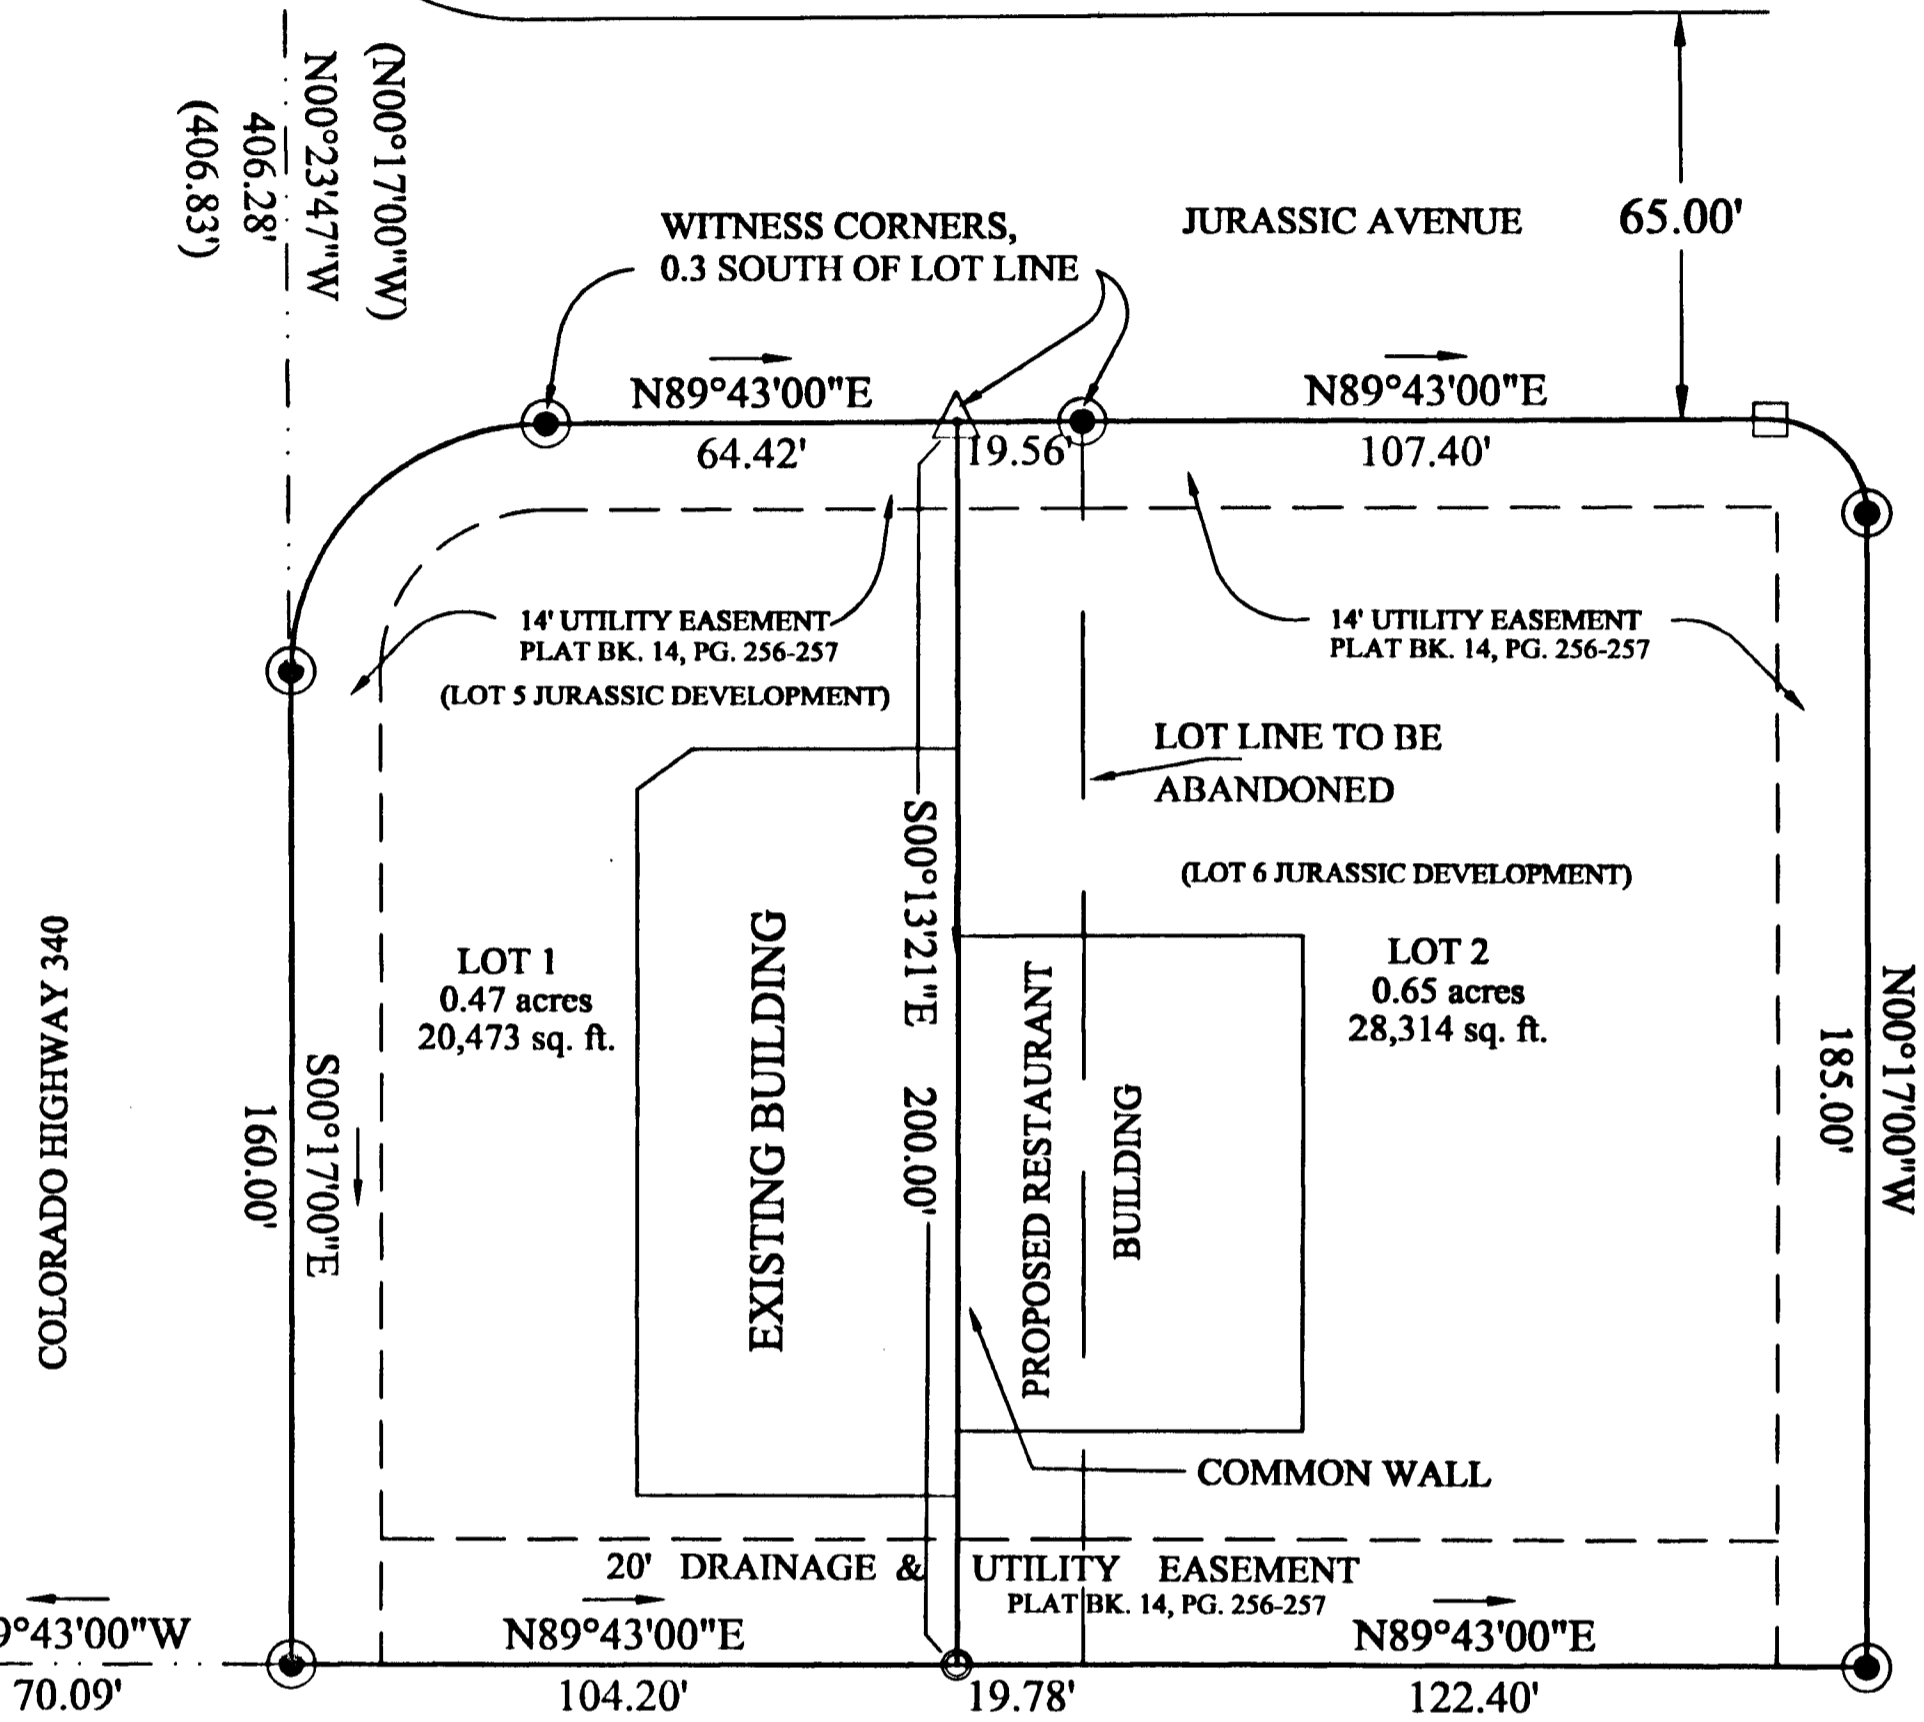 (N00°17'00"W)
N00°23'47"W
406.28'
(406.83')
WITNESS CORNERS,
0.3 SOUTH OF LOT LINE
JURASSIC AVENUE
65.00'
N89°43'00"E
64.42'
19.56'
N89°43'00"E
107.40'
14' UTILITY EASEMENT
PLAT BK. 14, PG. 256-257
(LOT 5 JURASSIC DEVELOPMENT)
14' UTILITY EASEMENT
PLAT BK. 14, PG. 256-257
LOT LINE TO BE
ABANDONED
(LOT 6 JURASSIC DEVELOPMENT)
COLORADO HIGHWAY 340
S00°17'00"E
160.00'
LOT 1
0.47 acres
20,473 sq. ft.
EXISTING BUILDING
S00°13'21"E 200.00'
PROPOSED RESTAURANT
BUILDING
LOT 2
0.65 acres
28,314 sq. ft.
N00°17'00"W
185.00'
COMMON WALL
20' DRAINAGE & UTILITY EASEMENT
PLAT BK. 14, PG. 256-257
9°43'00"W
70.09'
N89°43'00"E
104.20'
19.78'
N89°43'00"E
122.40'